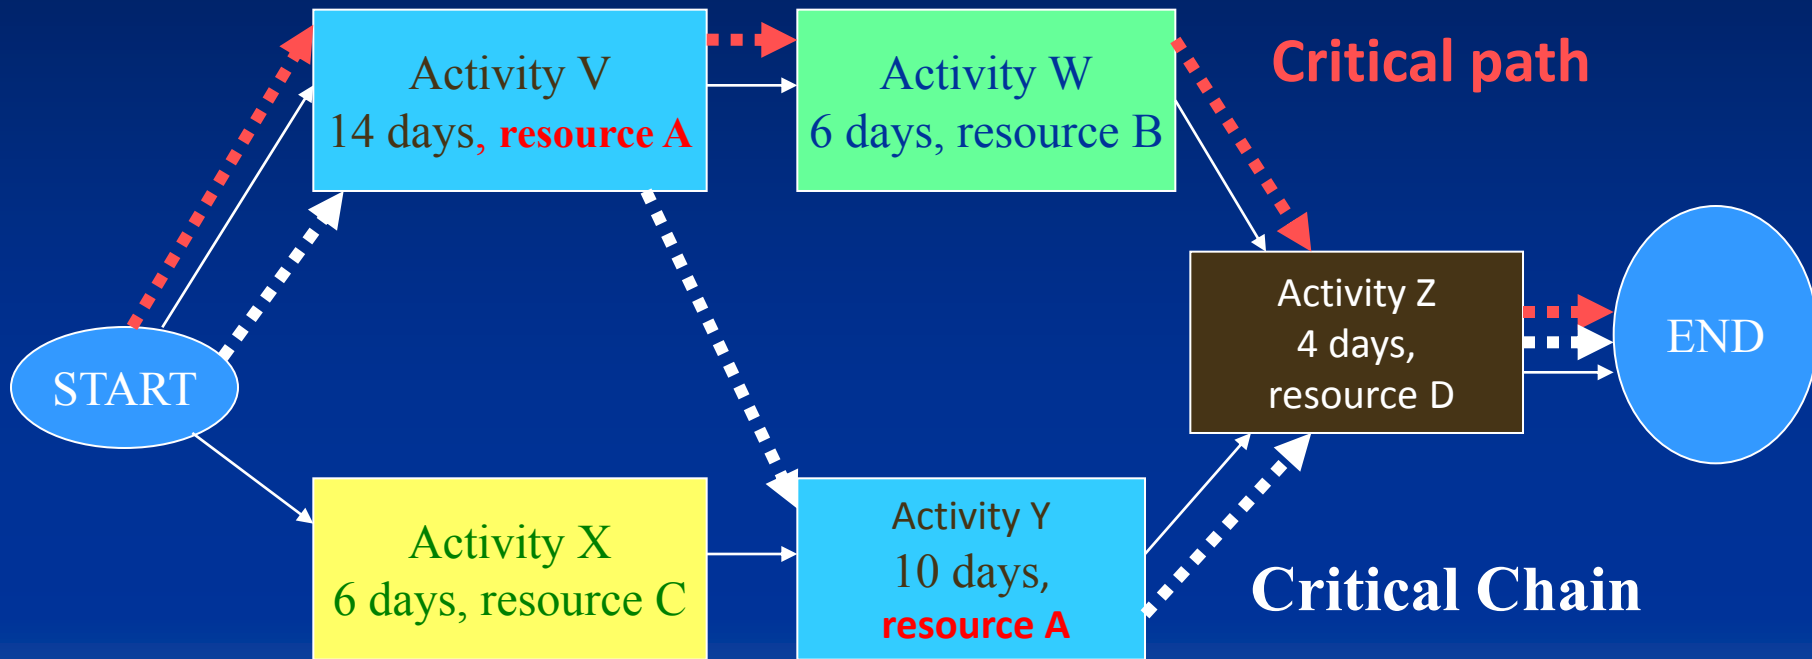 Activity V
14 days, resource A
Activity W
6 days, resource B
Critical path
START
Activity Z
4 days,
resource D
END
Activity X
6 days, resource C
Activity Y
10 days,
resource A
Critical Chain